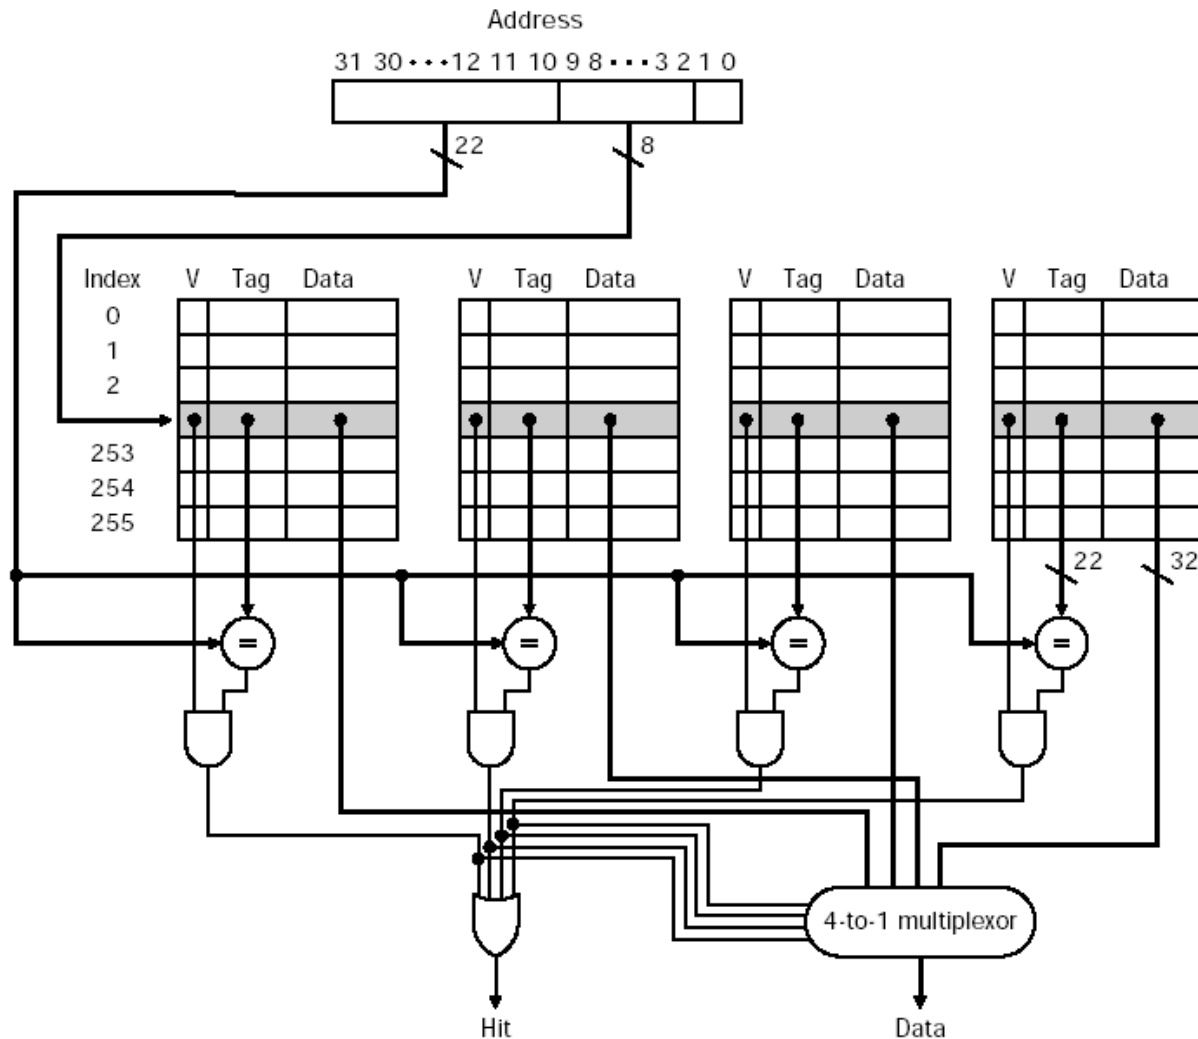 Address
31 30 ··· 12 11 10 9 8 ··· 3 2 1 0
22 8
Index V Tag Data V Tag Data V Tag Data V Tag Data
0
1
2
253
254
255
22 32
= = = =
4-to-1 multiplexor
Hit Data